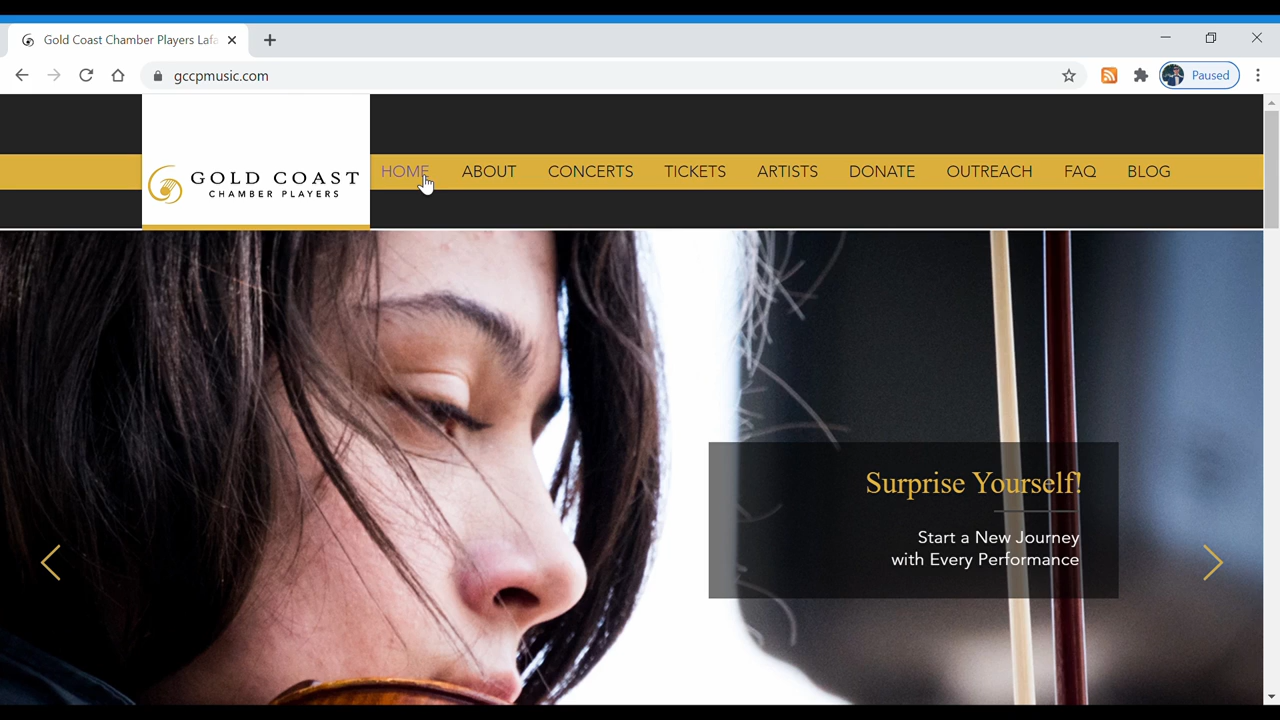 Gold Coast Chamber Players Lafa
gccpmusic.com
Paused
GOLD COAST
CHAMBER PLAYERS
HOME ABOUT CONCERTS TICKETS ARTISTS DONATE OUTREACH FAQ BLOG
Surprise Yourself!
Start a New Journey
with Every Performance